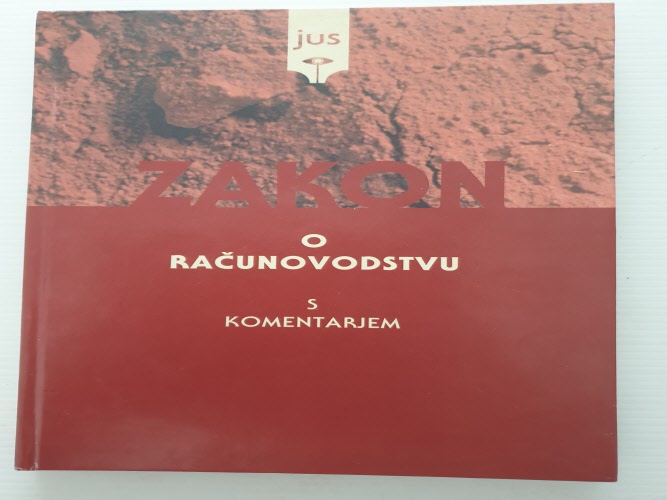 jus
ZAKON
O
RAČUNOVODSTVU
S
KOMENTARJEM